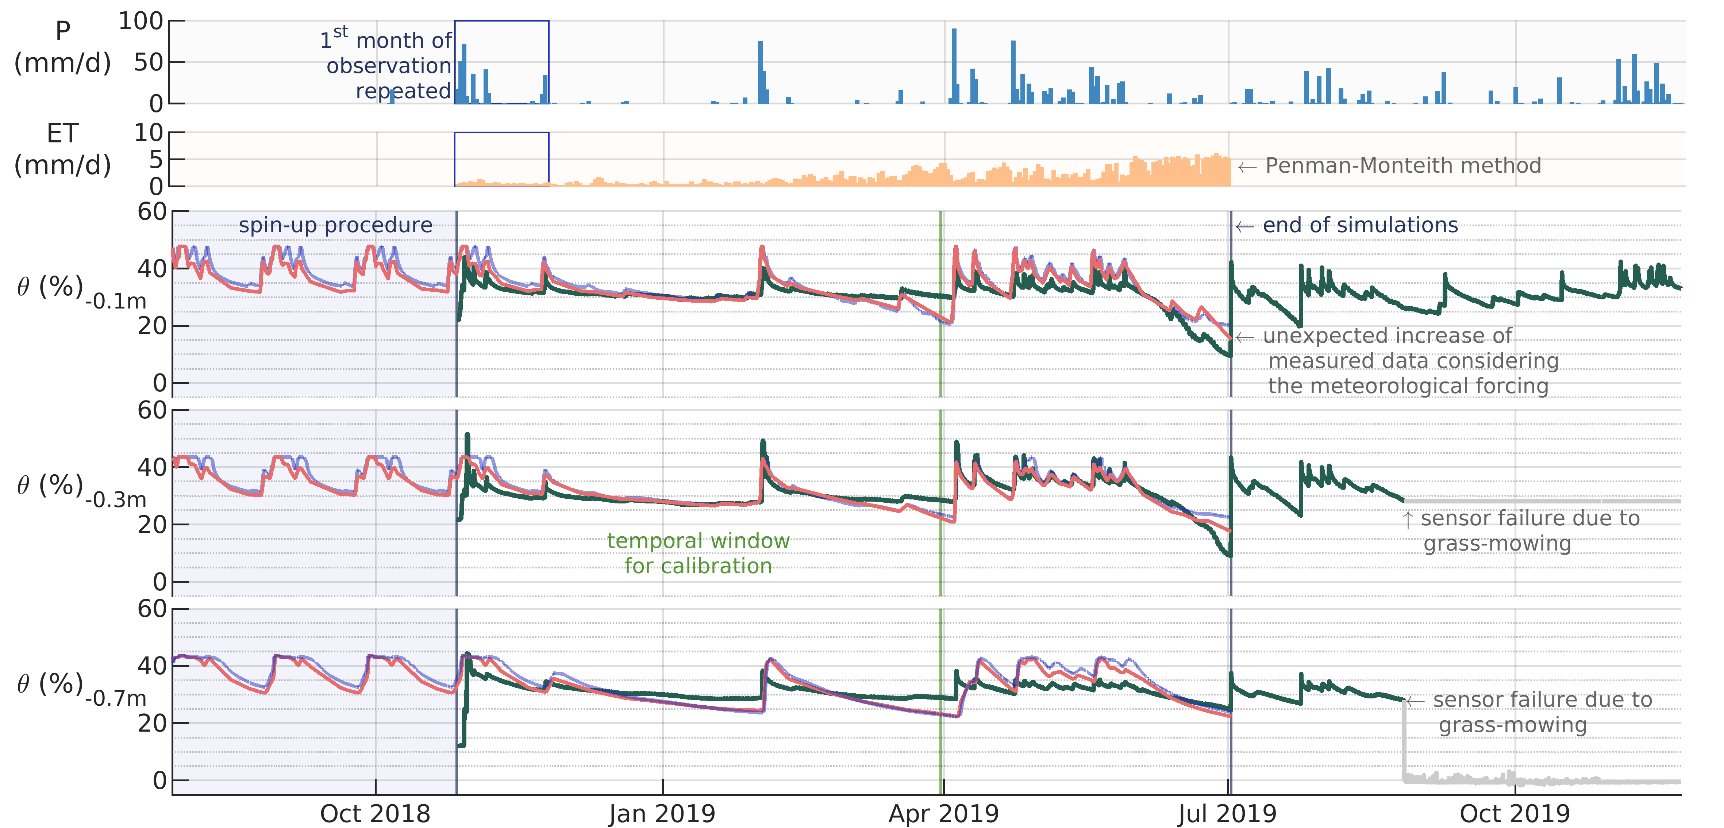 P
(mm/d)
100
50
0
1st month of
observation
repeated
ET
(mm/d)
10
5
0
← Penman-Monteith method
θ (%) -0.1m
60
40
20
0
spin-up procedure
← end of simulations
← unexpected increase of
measured data considering
the meteorological forcing
θ (%) -0.3m
60
40
20
0
temporal window
for calibration
↑ sensor failure due to
grass-mowing
θ (%) -0.7m
60
40
20
0
← sensor failure due to
grass-mowing
Oct 2018
Jan 2019
Apr 2019
Jul 2019
Oct 2019